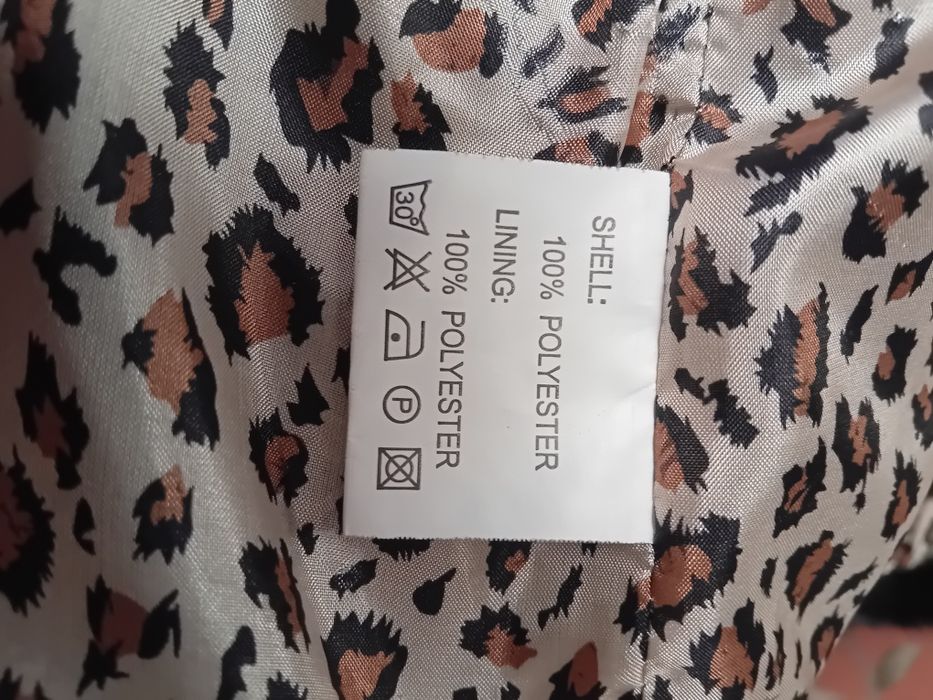 SHELL:
100% POLYESTER
LINING:
100% POLYESTER
30° P